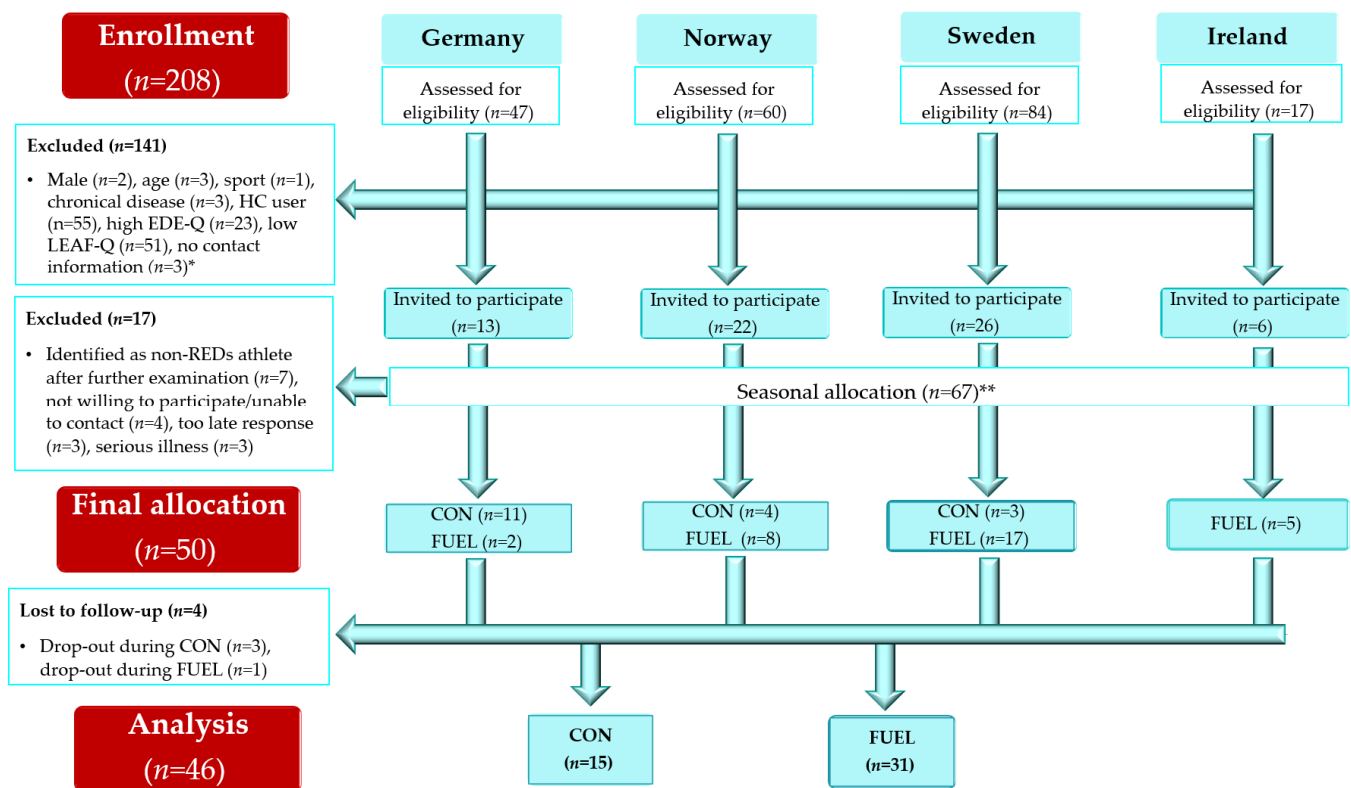 Enrollment
(n=208)
Germany
Norway
Sweden
Ireland
Assessed for
eligibility (n=47)
Assessed for
eligibility (n=60)
Assessed for
eligibility (n=84)
Assessed for
eligibility (n=17)
Excluded (n=141)
• Male (n=2), age (n=3), sport (n=1),
chronical disease (n=3), HC user
(n=55), high EDE-Q (n=23), low
LEAF-Q (n=51), no contact
information (n=3)*
Invited to participate
(n=13)
Invited to participate
(n=22)
Invited to participate
(n=26)
Invited to participate
(n=6)
Excluded (n=17)
• Identified as non-REDs athlete
after further examination (n=7),
not willing to participate/unable
to contact (n=4), too late response
(n=3), serious illness (n=3)
Seasonal allocation (n=67)**
Final allocation
(n=50)
CON (n=11)
FUEL (n=2)
CON (n=4)
FUEL (n=8)
CON (n=3)
FUEL (n=17)
FUEL (n=5)
Lost to follow-up (n=4)
• Drop-out during CON (n=3),
drop-out during FUEL (n=1)
Analysis
(n=46)
CON
(n=15)
FUEL
(n=31)